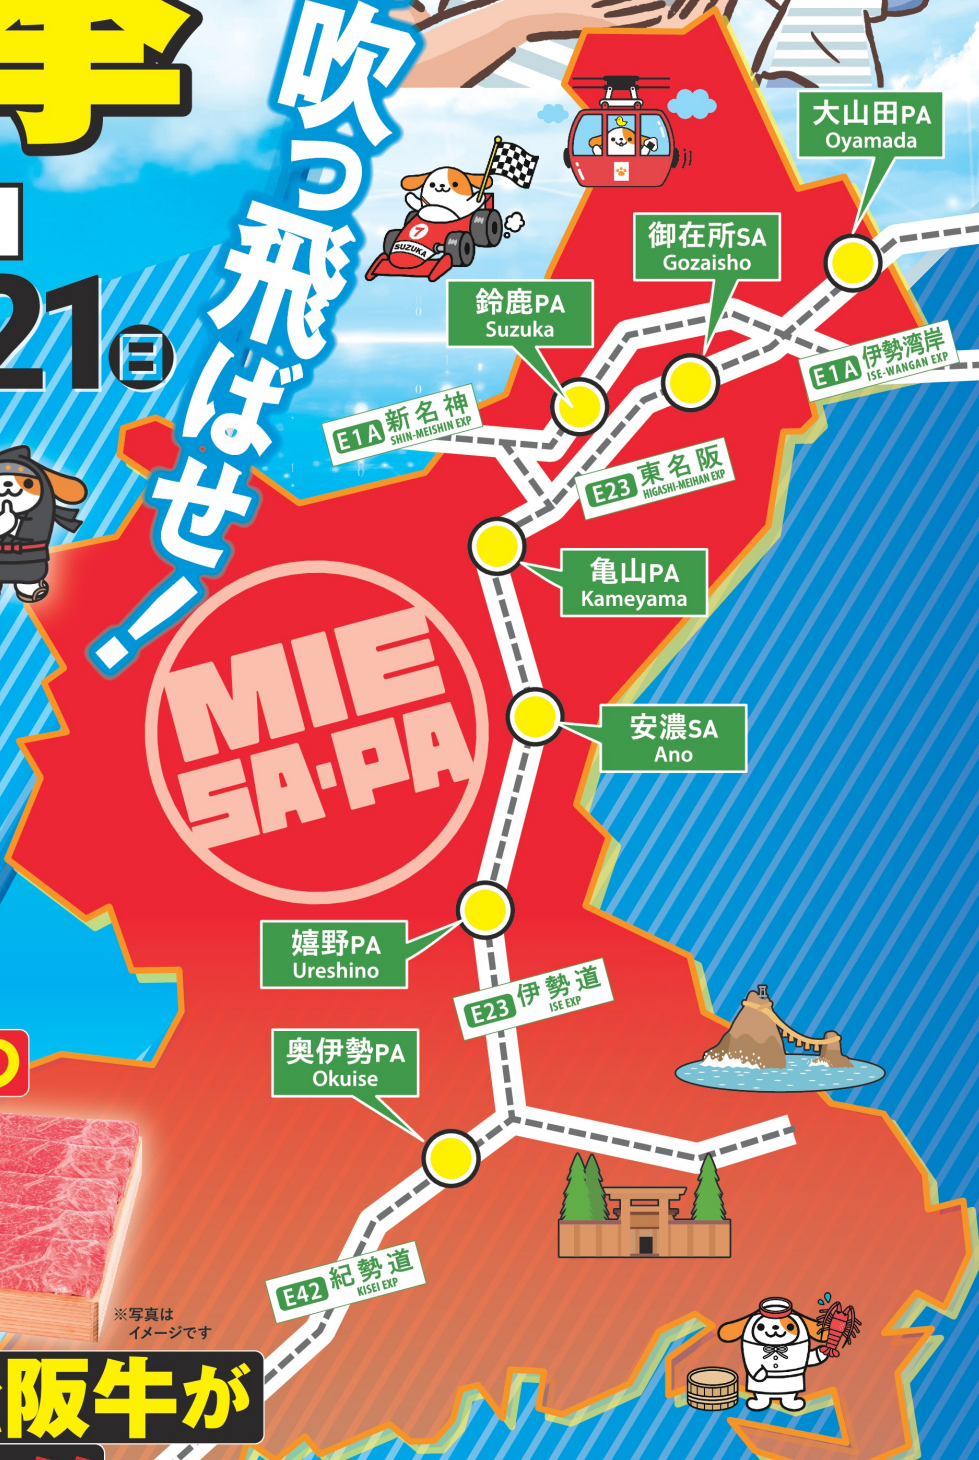 吹っ飛ばせ！
21 日
大山田PA
Oyamada
御在所SA
Gozaisho
鈴鹿PA
Suzuka
7
SUZUKA
E1A 伊勢湾岸
ISE-WANGAN EXP
E1A 新名神
SHIN-MEISHIN EXP
E23 東名阪
HIGASHI-MEIHAN EXP
亀山PA
Kameyama
MIE
SA·PA
安濃SA
Ano
嬉野PA
Ureshino
E23 伊勢道
ISE EXP
奥伊勢PA
Okuise
E42 紀勢道
KISEI EXP
※写真は
イメージです
阪牛が